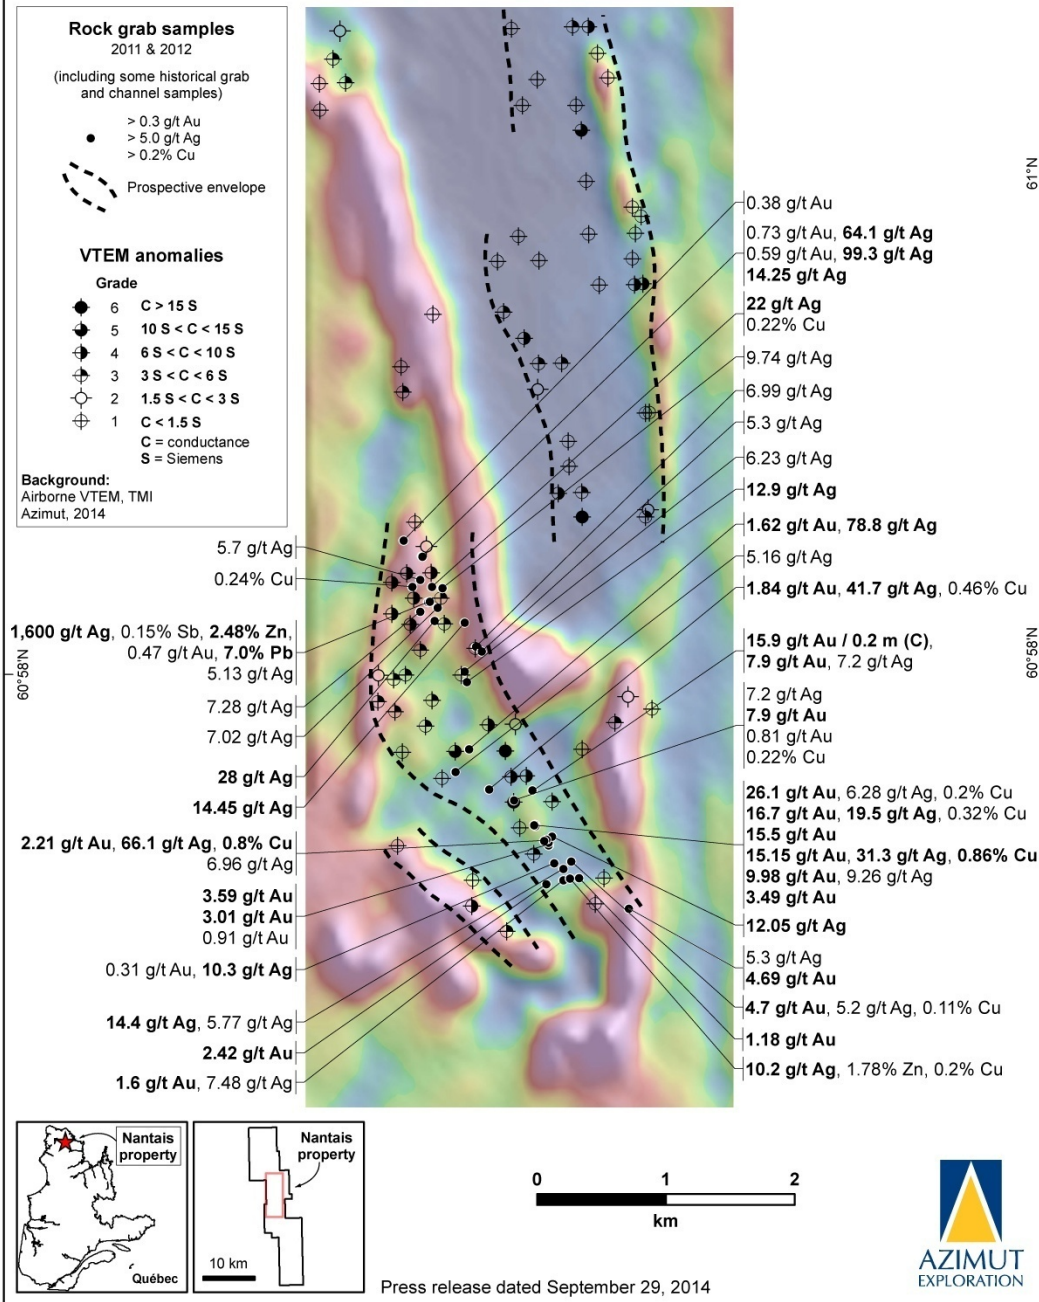 Rock grab samples
2011 & 2012
(including some historical grab
and channel samples)
> 0.3 g/t Au
> 5.0 g/t Ag
> 0.2% Cu
Prospective envelope
VTEM anomalies
Grade
6 C > 15 S
5 10 S < C < 15 S
4 6 S < C < 10 S
3 3 S < C < 6 S
2 1.5 S < C < 3 S
1 C < 1.5 S
C = conductance
S = Siemens
Background:
Airborne VTEM, TMI
Azimut, 2014
61°N
60°58'N
60°58'N
5.7 g/t Ag
0.24% Cu
1,600 g/t Ag, 0.15% Sb, 2.48% Zn,
0.47 g/t Au, 7.0% Pb
5.13 g/t Ag
7.28 g/t Ag
7.02 g/t Ag
28 g/t Ag
14.45 g/t Ag
2.21 g/t Au, 66.1 g/t Ag, 0.8% Cu
6.96 g/t Ag
3.59 g/t Au
3.01 g/t Au
0.91 g/t Au
0.31 g/t Au, 10.3 g/t Ag
14.4 g/t Ag, 5.77 g/t Ag
2.42 g/t Au
1.6 g/t Au, 7.48 g/t Ag
0.38 g/t Au
0.73 g/t Au, 64.1 g/t Ag
0.59 g/t Au, 99.3 g/t Ag
14.25 g/t Ag
22 g/t Ag
0.22% Cu
9.74 g/t Ag
6.99 g/t Ag
5.3 g/t Ag
6.23 g/t Ag
12.9 g/t Ag
1.62 g/t Au, 78.8 g/t Ag
5.16 g/t Ag
1.84 g/t Au, 41.7 g/t Ag, 0.46% Cu
15.9 g/t Au / 0.2 m (C),
7.9 g/t Au, 7.2 g/t Ag
7.2 g/t Ag
7.9 g/t Au
0.81 g/t Au
0.22% Cu
26.1 g/t Au, 6.28 g/t Ag, 0.2% Cu
16.7 g/t Au, 19.5 g/t Ag, 0.32% Cu
15.5 g/t Au
15.15 g/t Au, 31.3 g/t Ag, 0.86% Cu
9.98 g/t Au, 9.26 g/t Ag
3.49 g/t Au
12.05 g/t Ag
5.3 g/t Ag
4.69 g/t Au
4.7 g/t Au, 5.2 g/t Ag, 0.11% Cu
1.18 g/t Au
10.2 g/t Ag, 1.78% Zn, 0.2% Cu
Nantais
property
Québec
Nantais
property
10 km
0 1 2
km
Press release dated September 29, 2014
AZIMUT
EXPLORATION